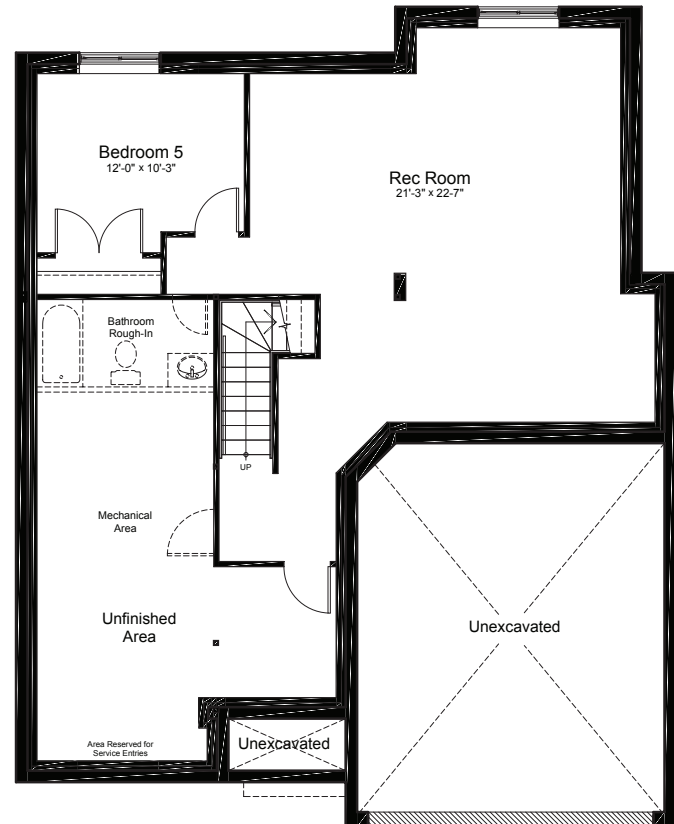 Bedroom 5
12'-0" x 10'-3"
Rec Room
21'-3" x 22-7"
Bathroom
Rough-In
UP
Mechanical
Area
Unfinished
Area
Unexcavated
Unexcavated
Area Reserved for
Service Entries